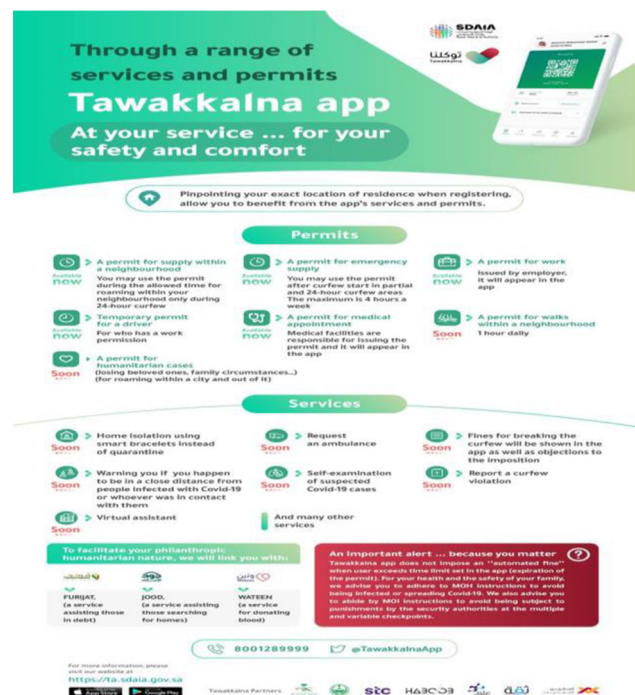 SDAIA
توكلنا
Tawakkalna
Through a range of
services and permits
Tawakkalna app
At your service ... for your
safety and comfort
Pinpointing your exact location of residence when registering,
allow you to benefit from the app's services and permits.
Permits
Available now
A permit for supply within
a neighbourhood
You may use the permit
during the allowed time for
roaming within your
neighbourhood only during
24-hour curfew
Available now
A permit for emergency
supply
You may use the permit
after curfew start in partial
and 24-hour curfew areas
The maximum is 4 hours a
week
Available now
A permit for work
Issued by employer,
it will appear in the
app
Available now
Temporary permit
for a driver
For who has a work
permission
Available now
A permit for medical
appointment
Medical facilities are
responsible for issuing the
permit and it will appear in
the app
Soon
A permit for walks
within a neighbourhood
1 hour daily
Soon
A permit for
humanitarian cases
(losing beloved ones, family circumstances...)
(for roaming within a city and out of it)
Services
Soon
Home isolation using
smart bracelets instead
of quarantine
Soon
Request
an ambulance
Soon
Fines for breaking the
curfew will be shown in the
app as well as objections to
the imposition
Soon
Warning you if you happen
to be in a close distance from
people infected with Covid-19
or whoever was in contact
with them
Soon
Self-examination
of suspected
Covid-19 cases
Soon
Report a curfew
violation
Soon
Virtual assistant
And many other
services
To facilitate your philanthropic
humanitarian nature, we will link you with:
FURIJAT,
(a service
assisting those
in debt)
JOOD,
(a service assisting
those searching
for homes)
WATEEN
(a service
for donating
blood)
An important alert ... because you matter
Tawakkalna app does not impose an "automated fine"
when user exceeds time limit set in the app (expiration of
the permit). For your health and the safety of your family,
we advise you to adhere to MOH instructions to avoid
being infected or spreading Covid-19. We also advise you
to abide by MOI instructions to avoid being subject to
punishments by the security authorities at the multiple
and variable checkpoints.
8001289999
@TawakkalnaApp
For more information, please
visit our website at
https://ta.sdaia.gov.sa
App Store
Google Play
Tawakkalna Partners
stc